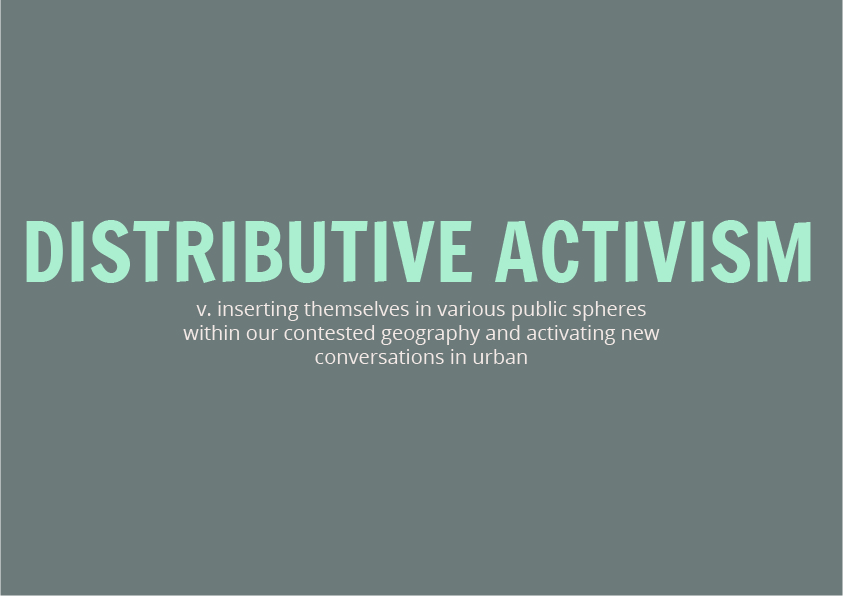 DISTRIBUTIVE ACTIVISM
v. inserting themselves in various public spheres
within our contested geography and activating new
conversations in urban